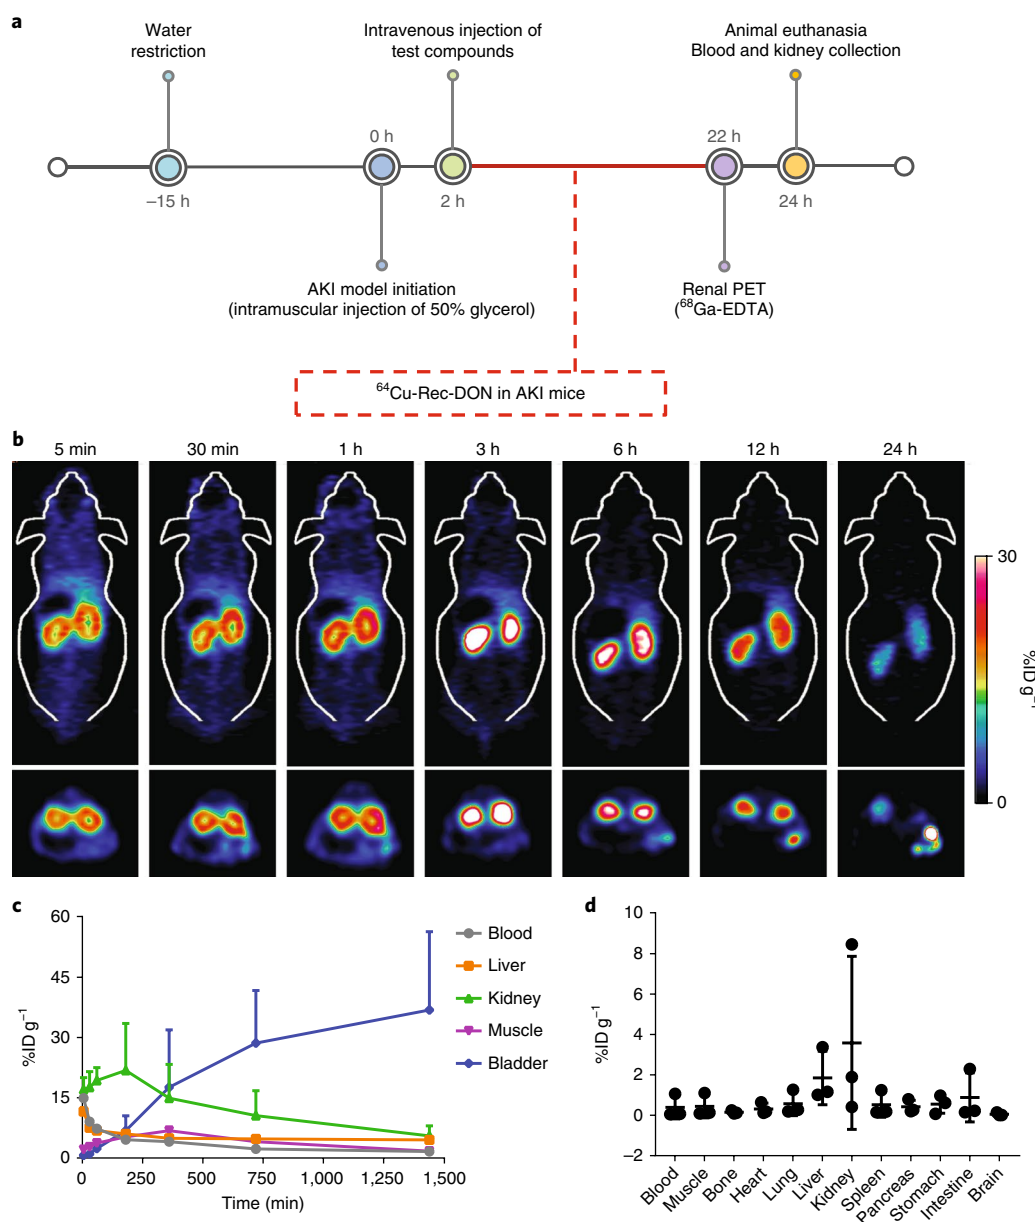 a
Water
restriction
Intravenous injection of
test compounds
Animal euthanasia
Blood and kidney collection
0 h
22 h
–15 h
2 h
24 h
AKI model initiation
(intramuscular injection of 50% glycerol)
Renal PET
(⁶⁸Ga-EDTA)
⁶⁴Cu-Rec-DON in AKI mice
b
5 min 30 min 1 h 3 h 6 h 12 h 24 h
30
%ID g⁻¹
0
c
60
45
30
15
0
%ID g⁻¹
0 250 500 750 1,000 1,250 1,500
Time (min)
Blood
Liver
Kidney
Muscle
Bladder
d
10
8
6
4
2
0
–2
%ID g⁻¹
Blood Muscle Bone Heart Lung Liver Kidney Spleen Pancreas Stomach Intestine Brain